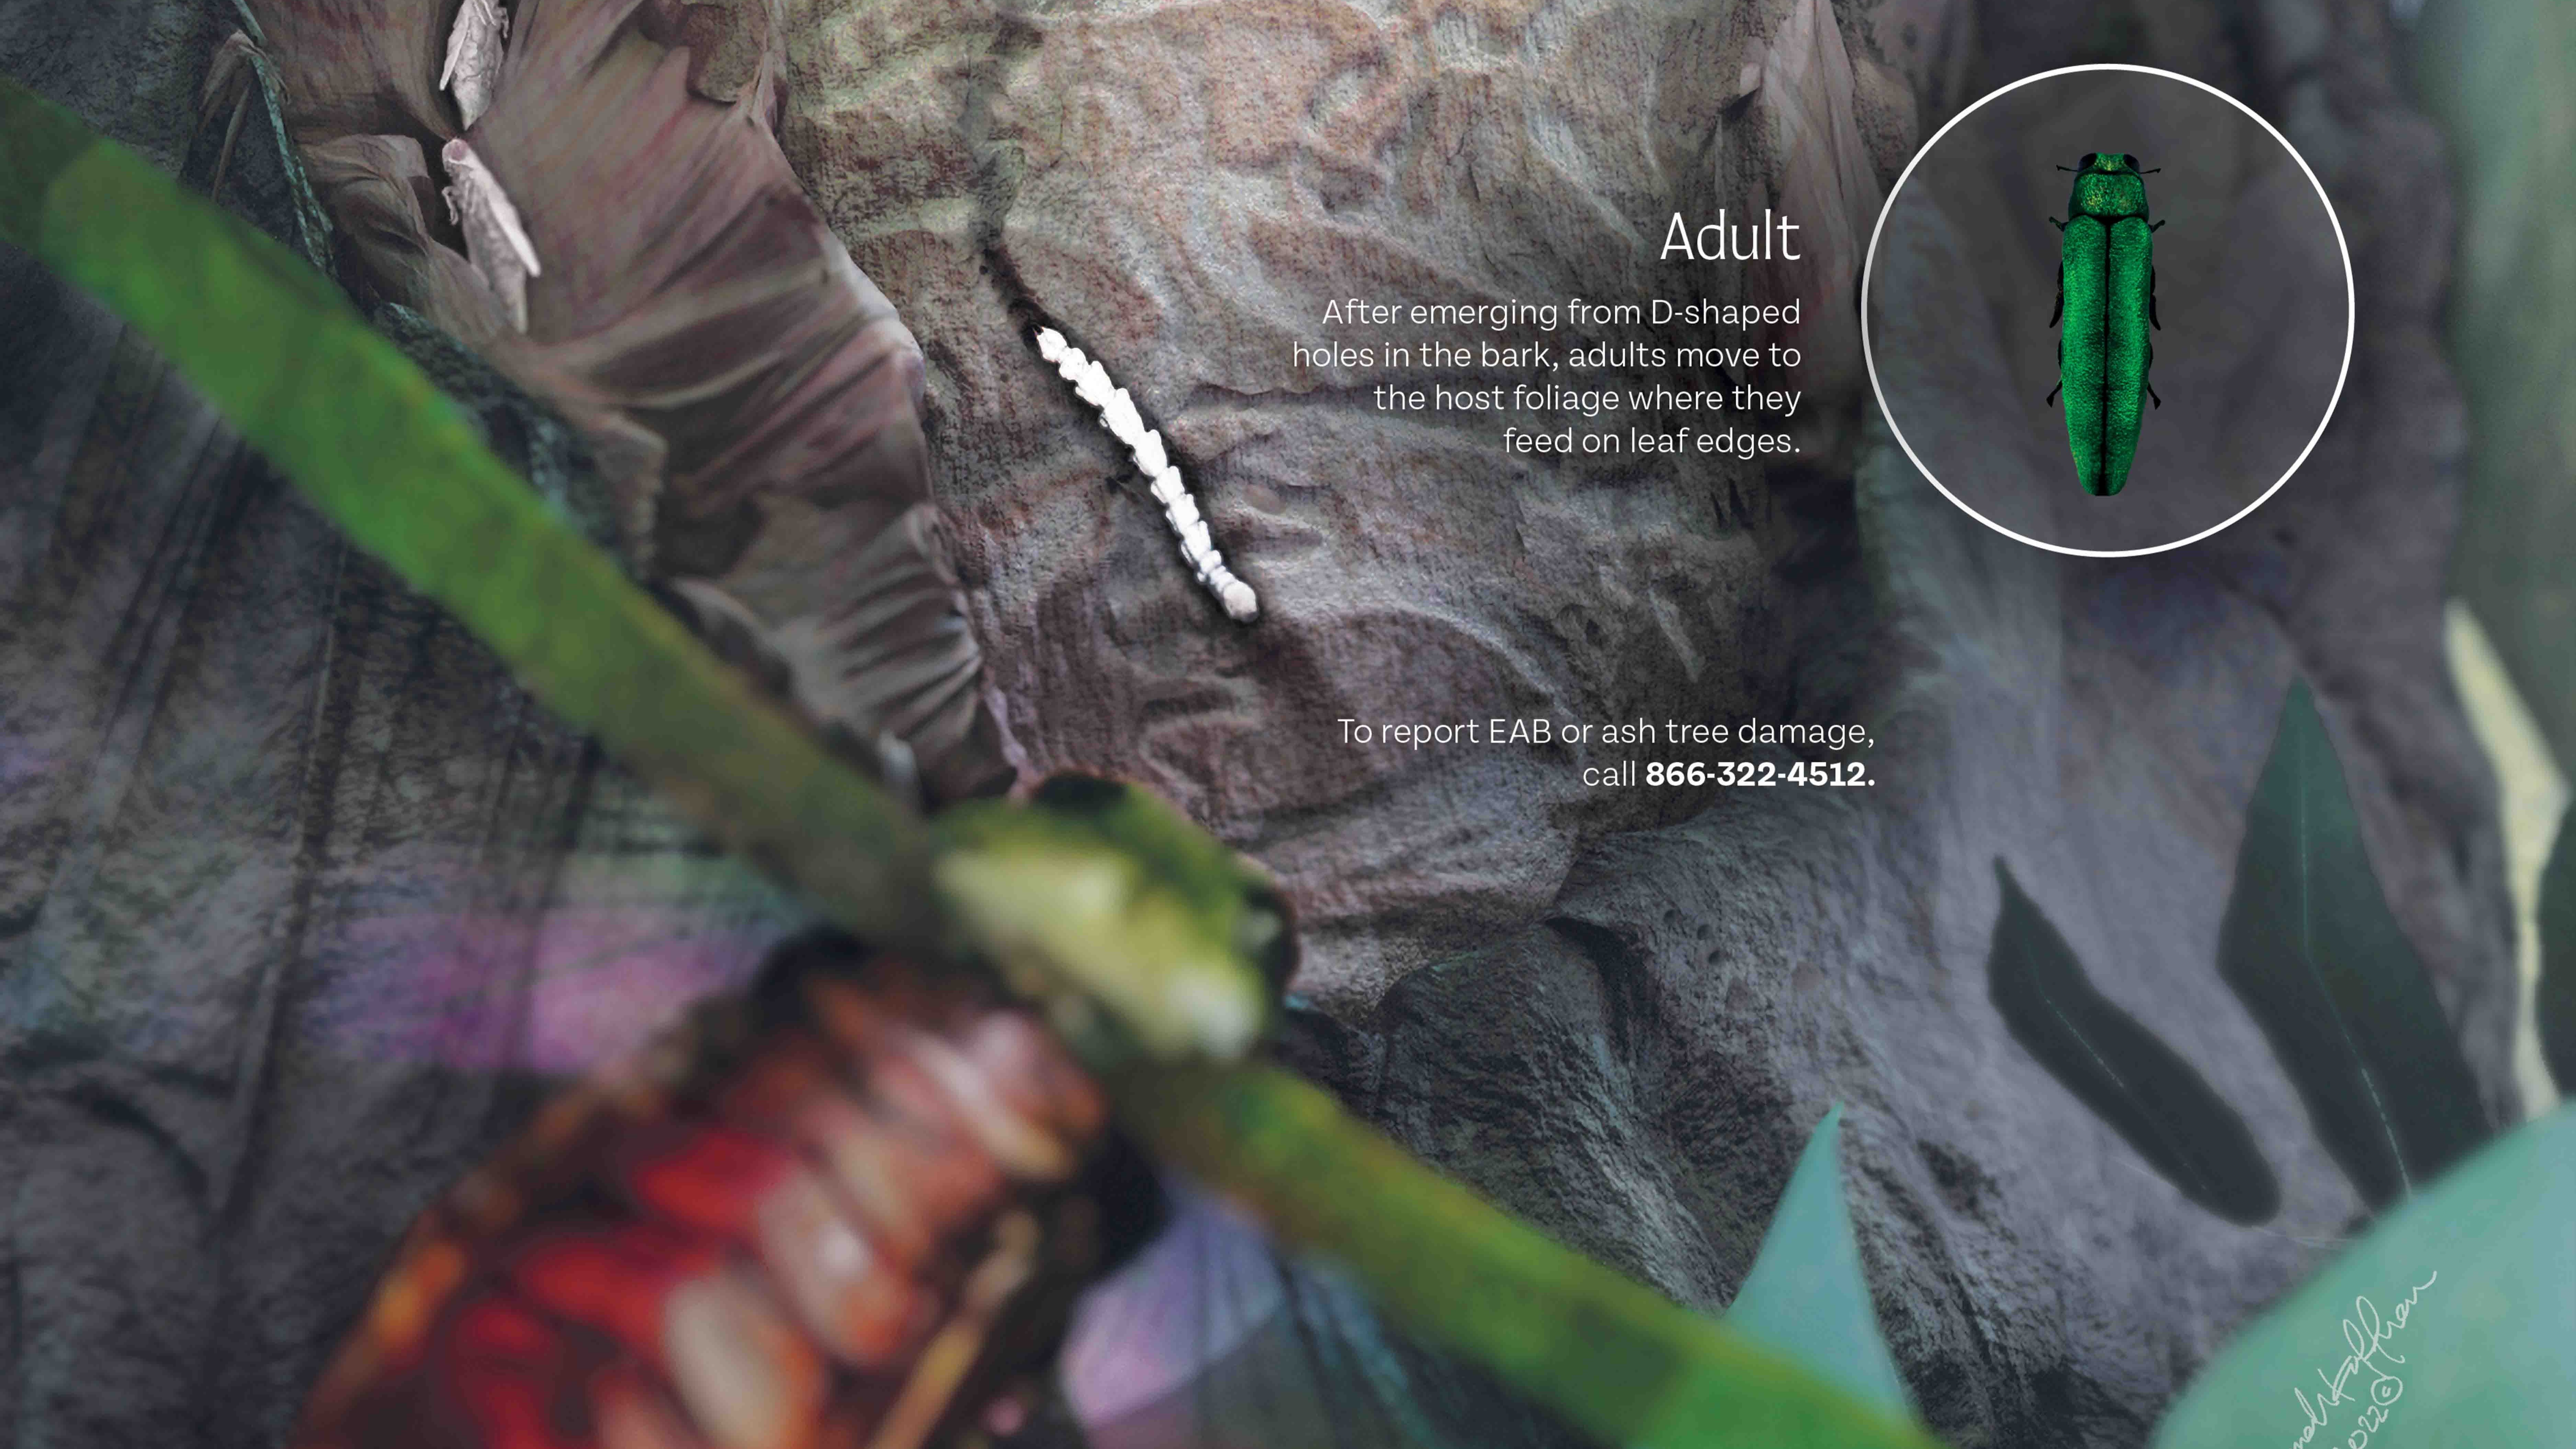 Adult
After emerging from D-shaped
holes in the bark, adults move to
the host foliage where they
feed on leaf edges.
To report EAB or ash tree damage,
call 866-322-4512.